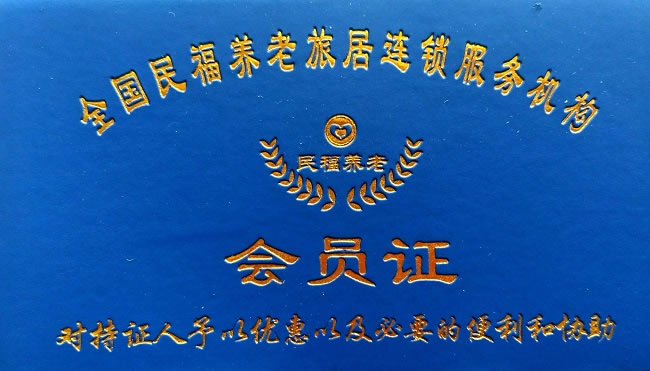 全国民福养老旅居连锁服务机构
民福养老
会员证
对持证人予以优惠以及必要的便利和协助